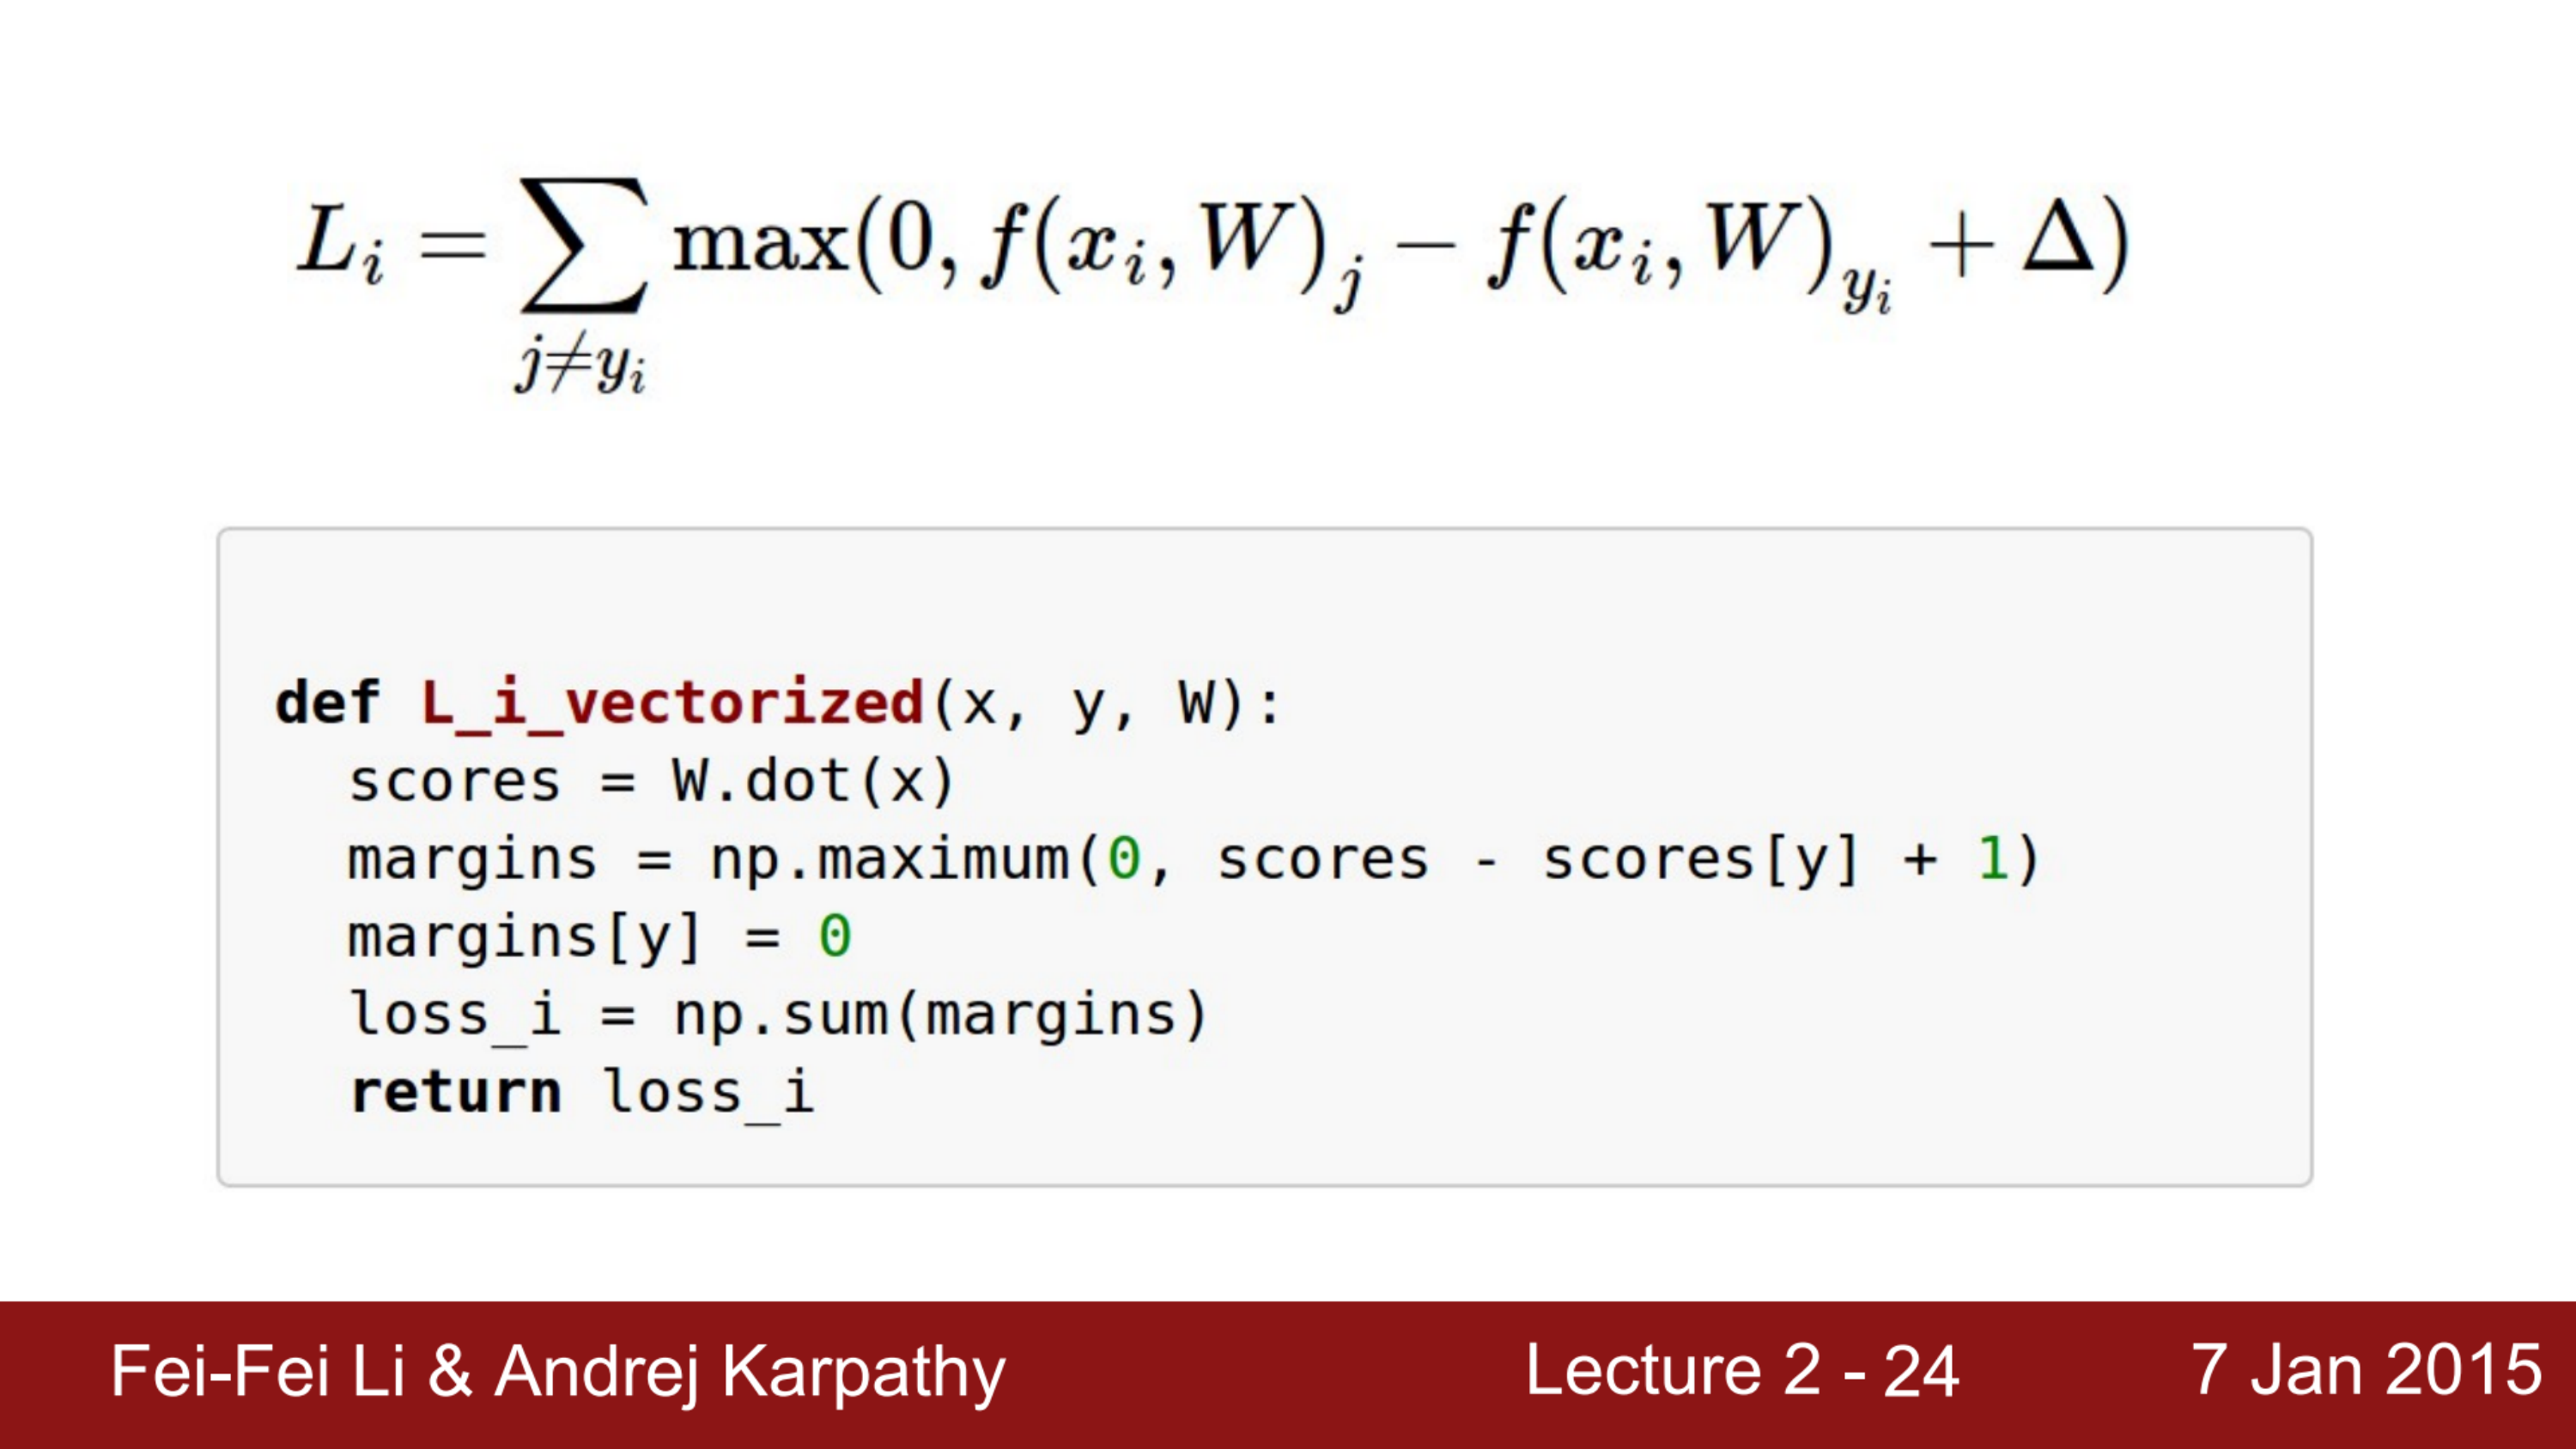 L_i = \sum_{j \neq y_i} \max(0, f(x_i, W)_j - f(x_i, W)_{y_i} + \Delta)
def L_i_vectorized(x, y, W):
  scores = W.dot(x)
  margins = np.maximum(0, scores - scores[y] + 1)
  margins[y] = 0
  loss_i = np.sum(margins)
  return loss_i
Fei-Fei Li & Andrej Karpathy Lecture 2 - 24 7 Jan 2015